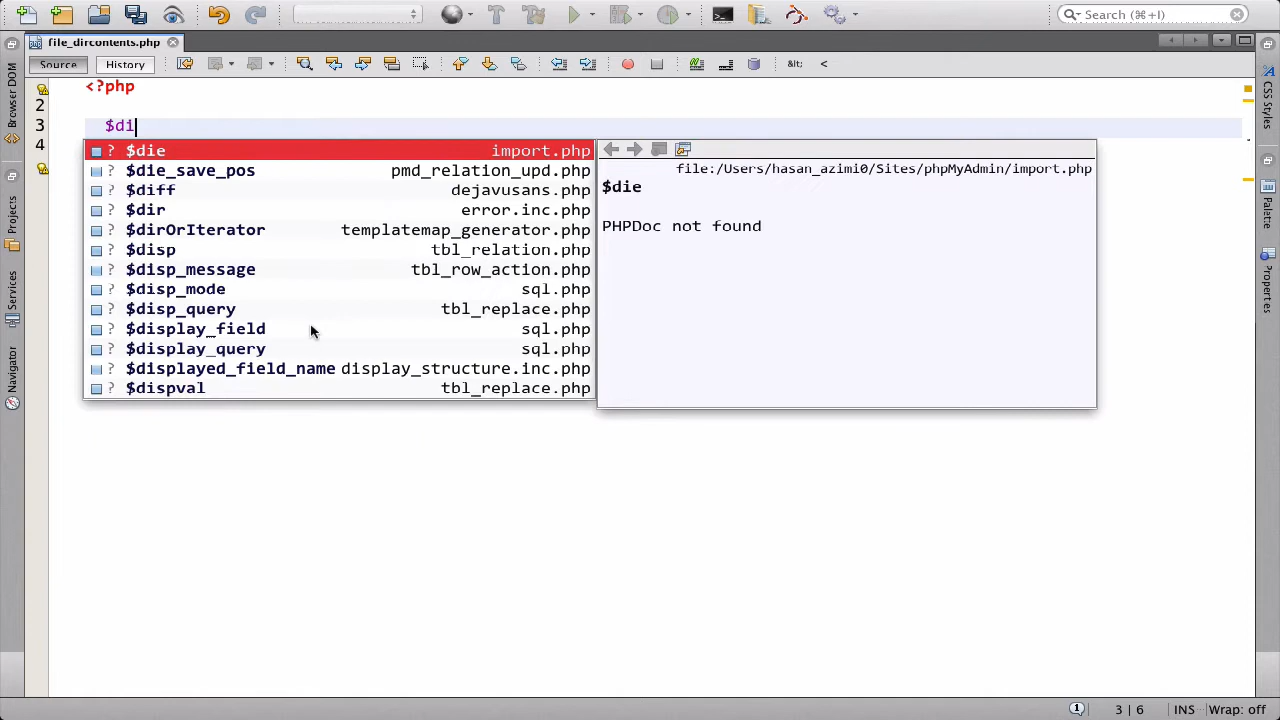 Search (⌘+I)
file_dircontents.php
Source
History
<?php
2
3 $di
4
$die import.php
$die_save_pos pmd_relation_upd.php
$diff dejavusans.php
$dir error.inc.php
$dirOrIterator templatemap_generator.php
$disp tbl_relation.php
$disp_message tbl_row_action.php
$disp_mode sql.php
$disp_query tbl_replace.php
$display_field sql.php
$display_query sql.php
$displayed_field_name display_structure.inc.php
$dispval tbl_replace.php
file:/Users/hasan_azimi0/Sites/phpMyAdmin/import.php
$die
PHPDoc not found
Browser DOM
Projects
Services
Navigator
CSS Styles
Palette
Properties
1
3 | 6
INS
Wrap: off